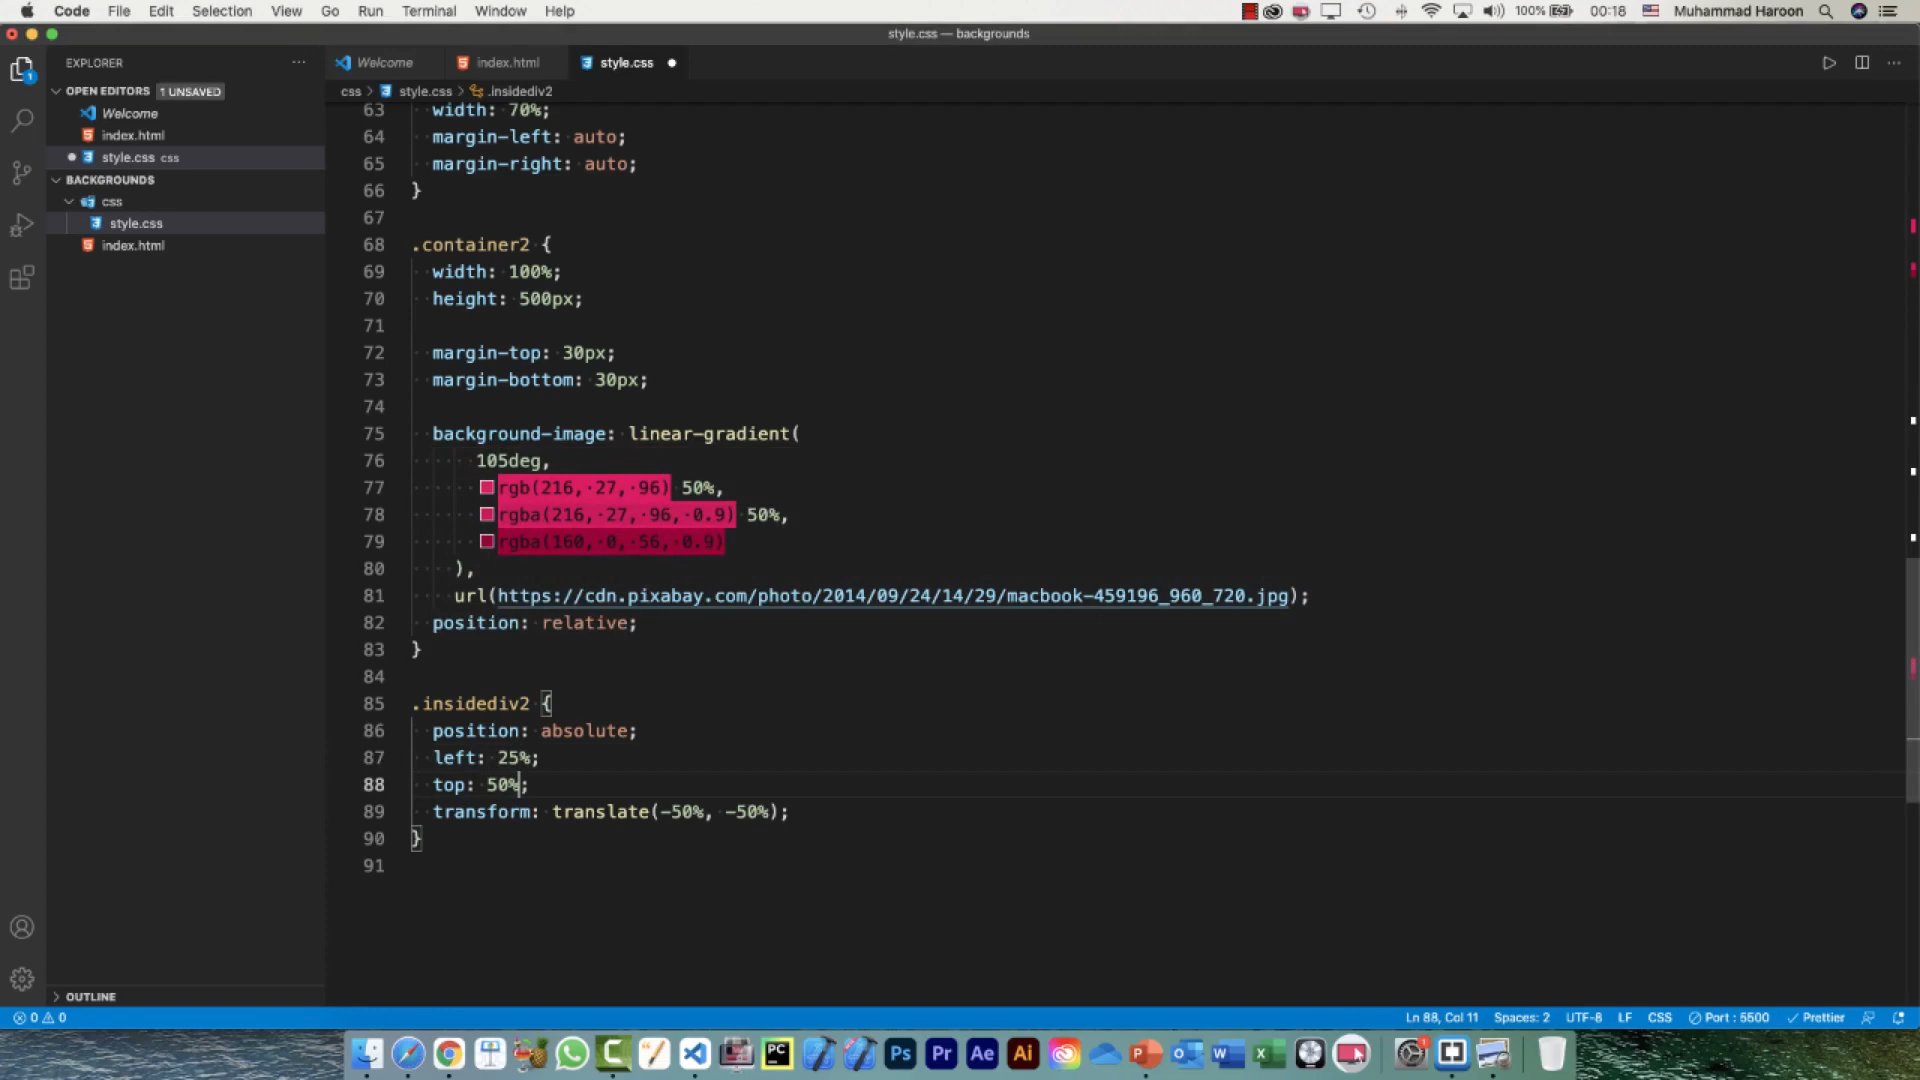 Code File Edit Selection View Go Run Terminal Window Help 100% 00:18 Muhammad Haroon
style.css — backgrounds
EXPLORER
OPEN EDITORS 1 UNSAVED
Welcome
index.html
style.css css
BACKGROUNDS
css
style.css
index.html
OUTLINE
Welcome index.html style.css
css > style.css > .insidediv2
63 width: 70%;
64 margin-left: auto;
65 margin-right: auto;
66 }
67
68 .container2 {
69 width: 100%;
70 height: 500px;
71
72 margin-top: 30px;
73 margin-bottom: 30px;
74
75 background-image: linear-gradient(
76 105deg,
77 rgb(216, 27, 96) 50%,
78 rgba(216, 27, 96, 0.9) 50%,
79 rgba(160, 0, 56, 0.9)
80 ),
81 url(https://cdn.pixabay.com/photo/2014/09/24/14/29/macbook-459196_960_720.jpg);
82 position: relative;
83 }
84
85 .insidediv2 {
86 position: absolute;
87 left: 25%;
88 top: 50%;
89 transform: translate(-50%, -50%);
90 }
91
0 0 Ln 88, Col 11 Spaces: 2 UTF-8 LF CSS Port : 5500 Prettier
PC Ps Pr Ae Ai